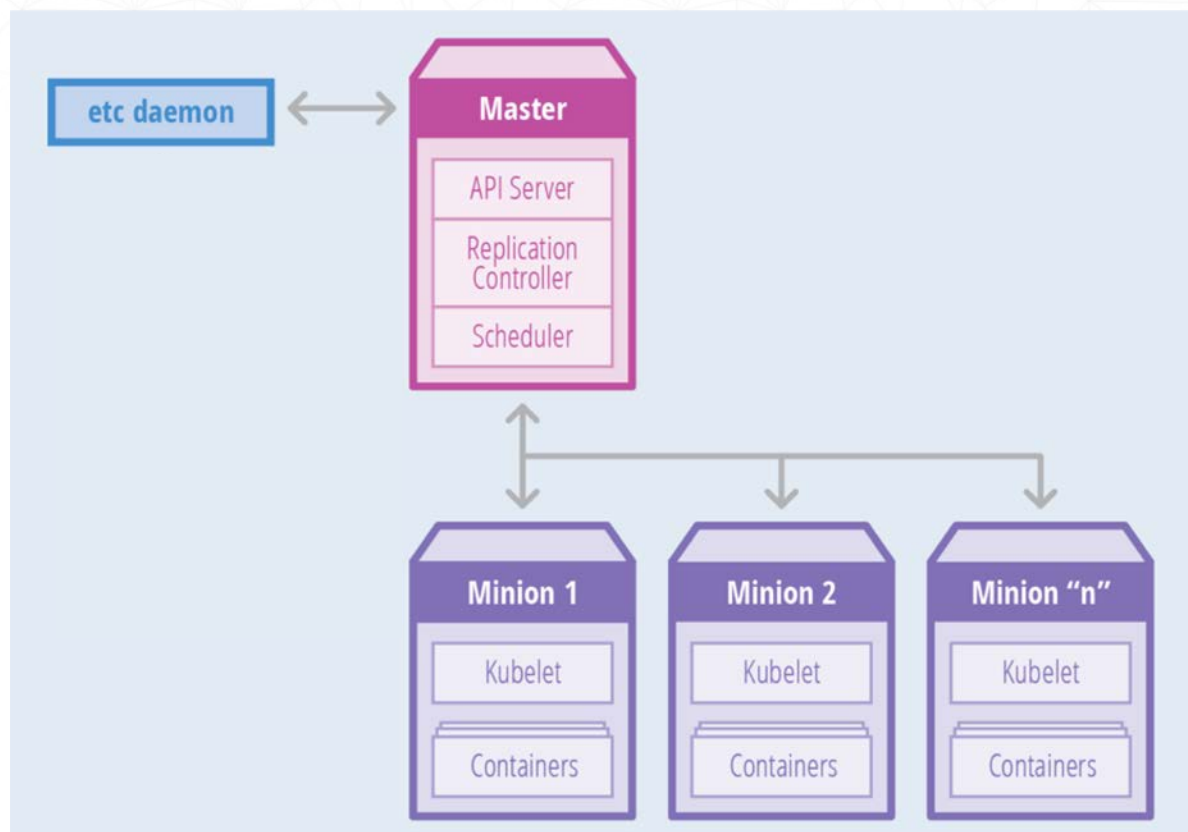 etc daemon
Master
API Server
Replication
Controller
Scheduler
Minion 1
Minion 2
Minion “n”
Kubelet
Kubelet
Kubelet
Containers
Containers
Containers